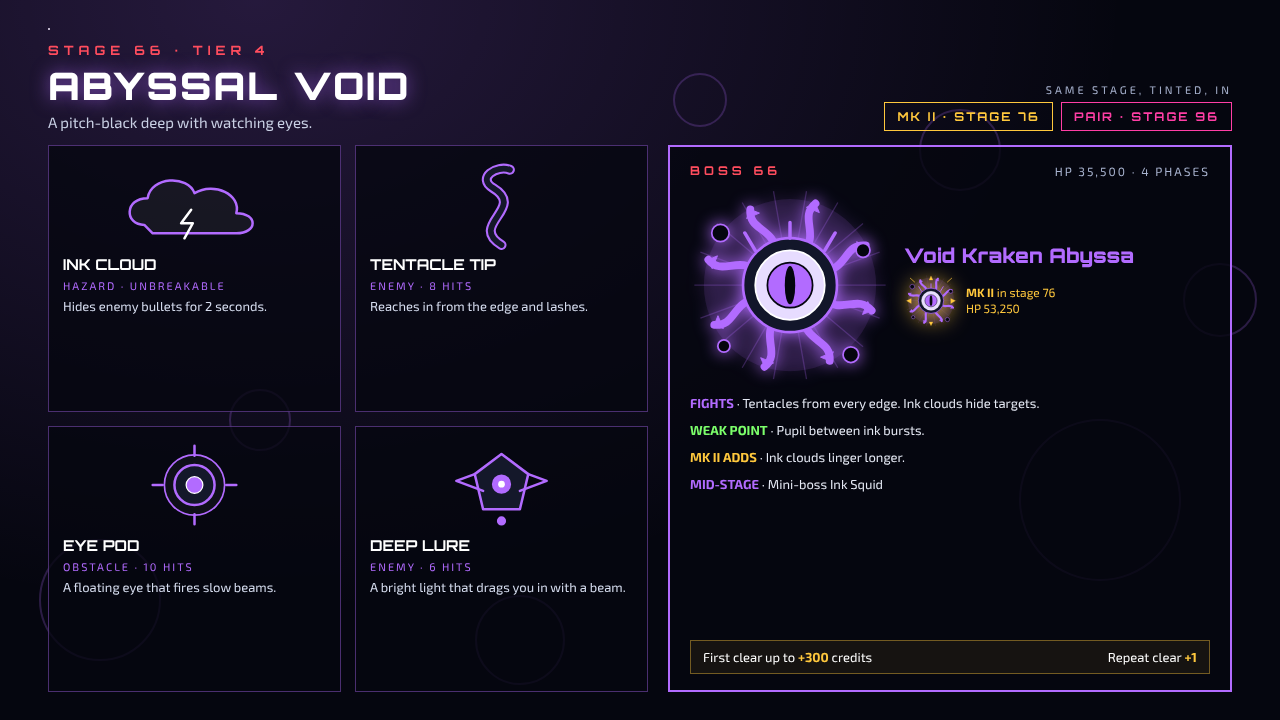 STAGE 66 · TIER 4
ABYSSAL VOID
A pitch-black deep with watching eyes.
SAME STAGE, TINTED, IN
MK II · STAGE 76
PAIR · STAGE 96
INK CLOUD
HAZARD · UNBREAKABLE
Hides enemy bullets for 2 seconds.
TENTACLE TIP
ENEMY · 8 HITS
Reaches in from the edge and lashes.
EYE POD
OBSTACLE · 10 HITS
A floating eye that fires slow beams.
DEEP LURE
ENEMY · 6 HITS
A bright light that drags you in with a beam.
BOSS 66
HP 35,500 · 4 PHASES
Void Kraken Abyssa
MK II in stage 76
HP 53,250
FIGHTS · Tentacles from every edge. Ink clouds hide targets.
WEAK POINT · Pupil between ink bursts.
MK II ADDS · Ink clouds linger longer.
MID-STAGE · Mini-boss Ink Squid
First clear up to +300 credits
Repeat clear +1